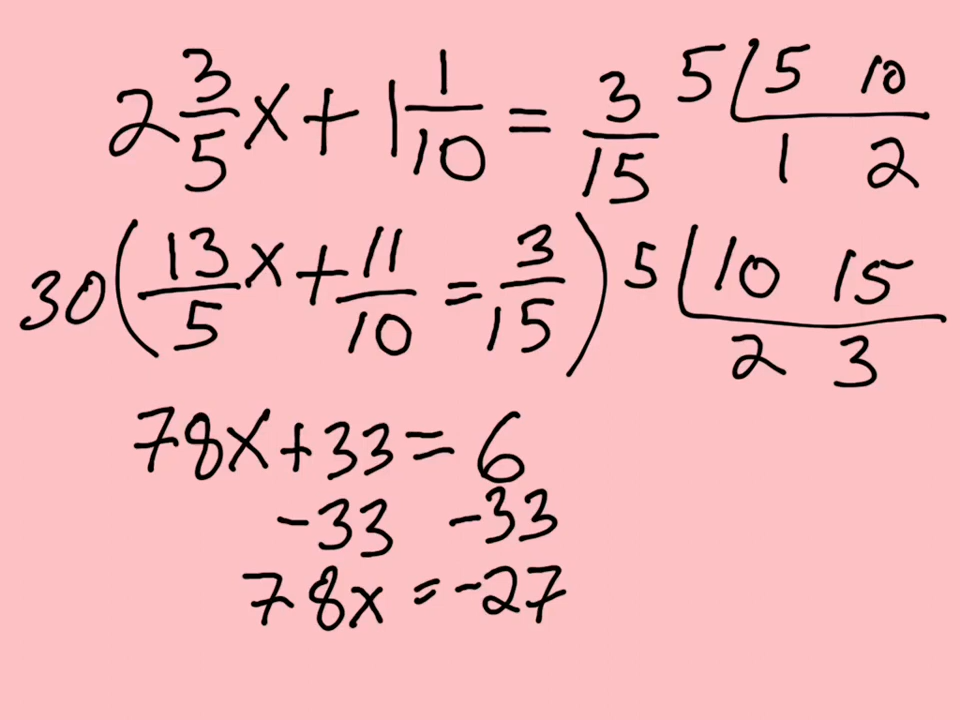 2 3/5 x + 1 1/10 = 3/15
5 ( 5 10
1 2
30 ( 13/5 x + 11/10 = 3/15 )
5 ( 10 15
2 3
78x + 33 = 6
-33 -33
78x = -27